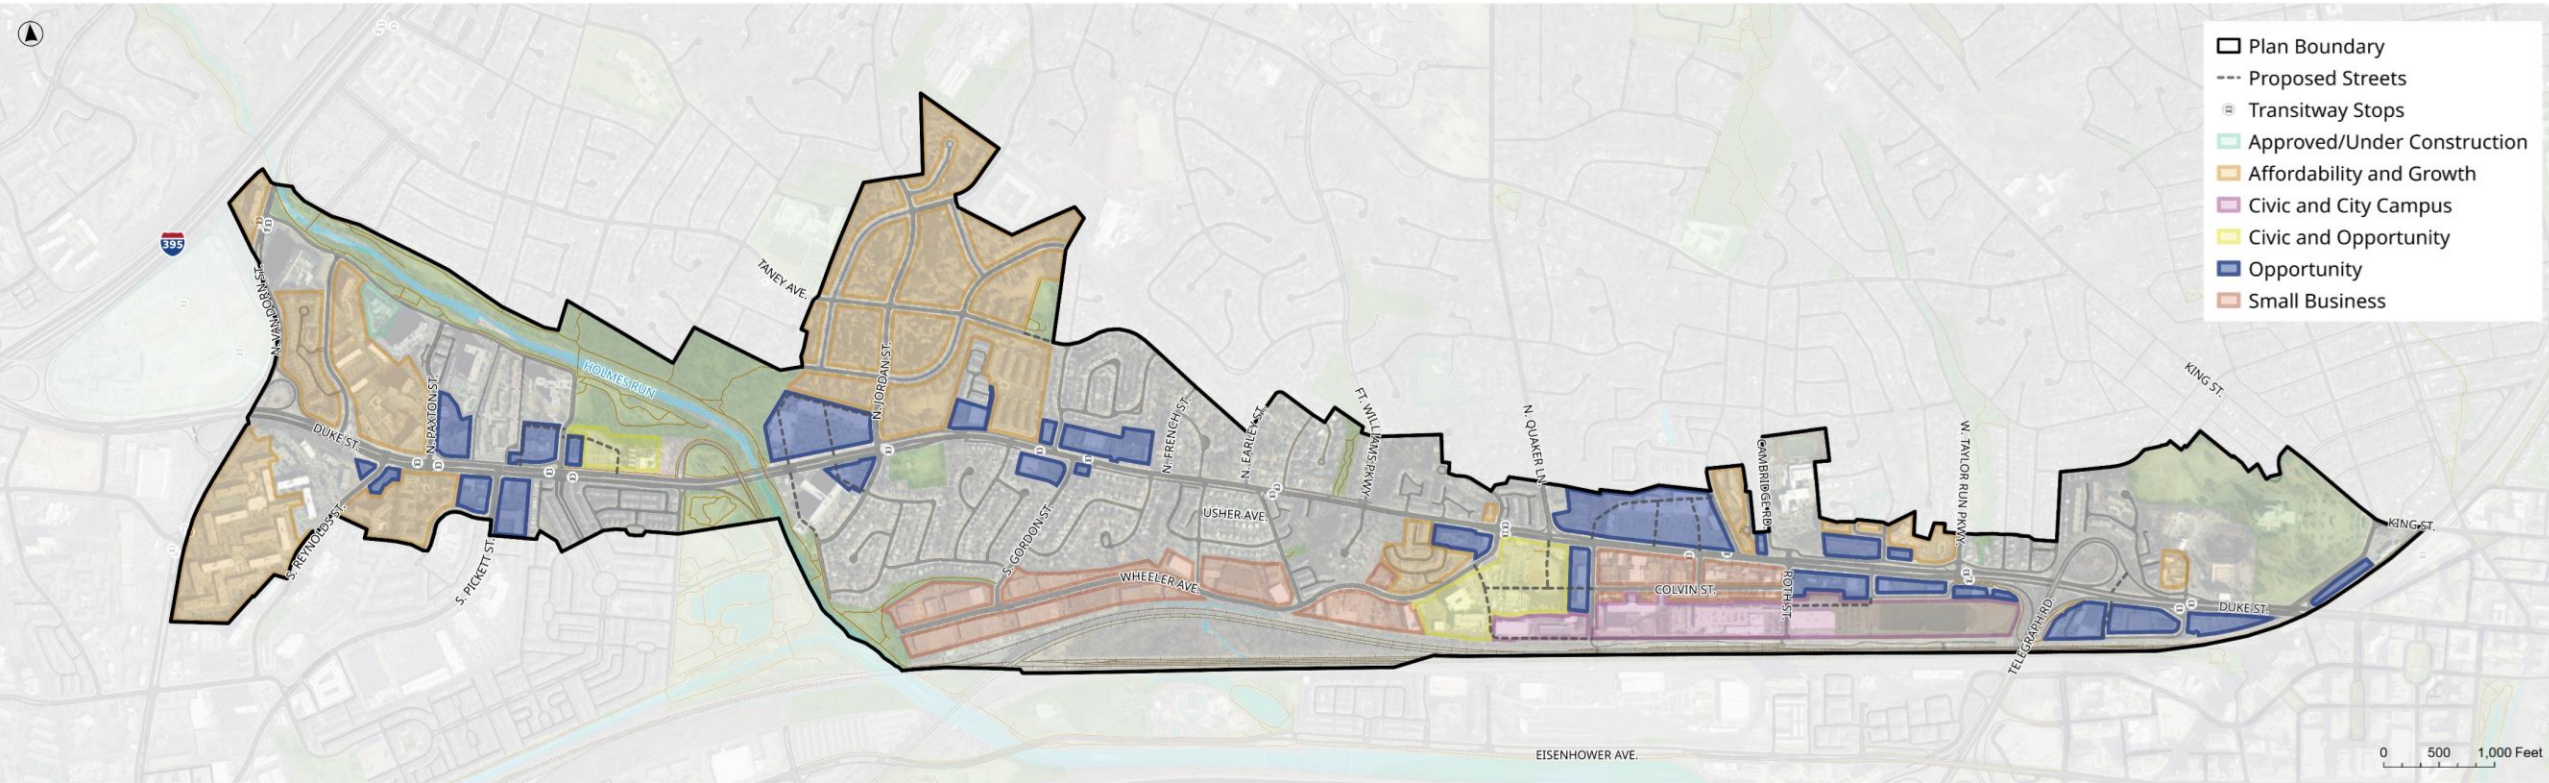 Plan Boundary
Proposed Streets
Transitway Stops
Approved/Under Construction
Affordability and Growth
Civic and City Campus
Civic and Opportunity
Opportunity
Small Business
395
N. VAN DORN ST.
TANEY AVE.
HOLMES RUN
N. JORDAN ST.
N. PAXTON ST.
DUKE ST.
S. REYNOLDS ST.
S. PICKETT ST.
S. GORDON ST.
N. FRENCH ST.
N. EARLEY ST.
FT. WILLIAMS PKWY.
USHER AVE.
WHEELER AVE.
N. QUAKER LN.
CAMBRIDGE RD.
COLVIN ST.
ROTH ST.
W. TAYLOR RUN PKWY.
TELEGRAPH RD.
DUKE ST.
KING ST.
KING ST.
EISENHOWER AVE.
0 500 1,000 Feet